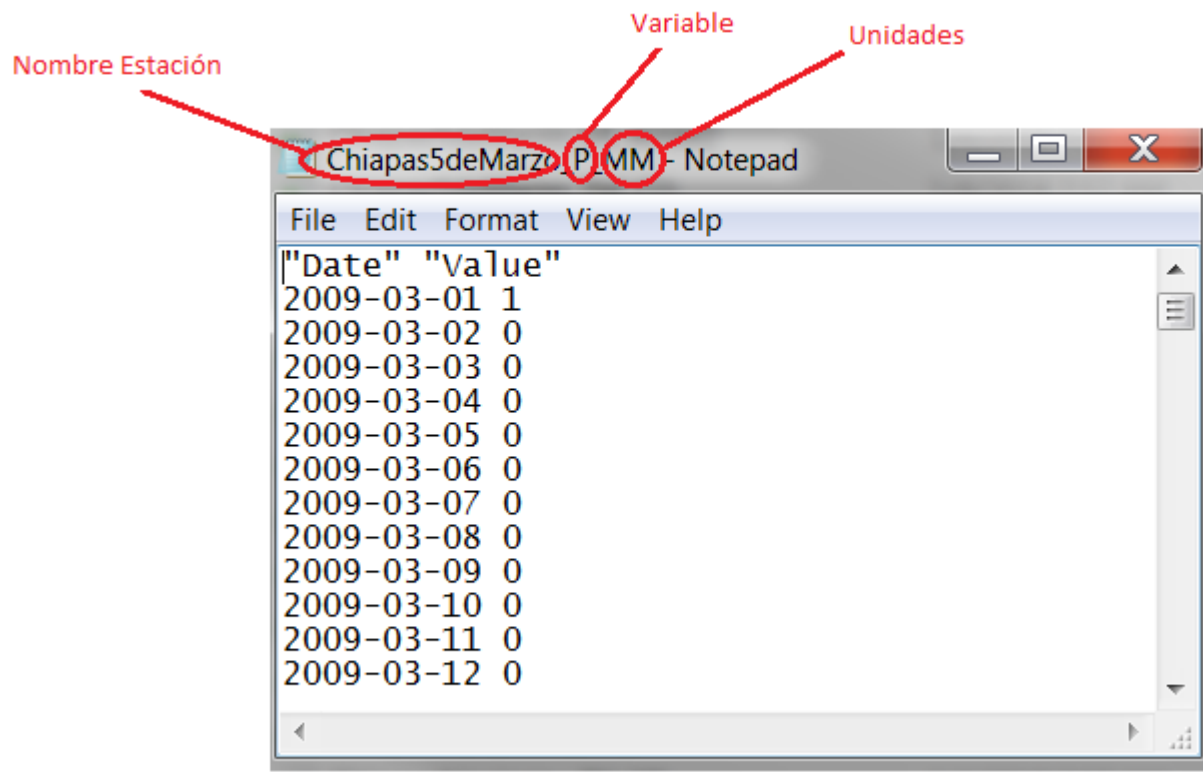 Variable
Unidades
Nombre Estación
Chiapas5deMarzo_P_MM - Notepad
File Edit Format View Help
"Date" "Value"
2009-03-01 1
2009-03-02 0
2009-03-03 0
2009-03-04 0
2009-03-05 0
2009-03-06 0
2009-03-07 0
2009-03-08 0
2009-03-09 0
2009-03-10 0
2009-03-11 0
2009-03-12 0